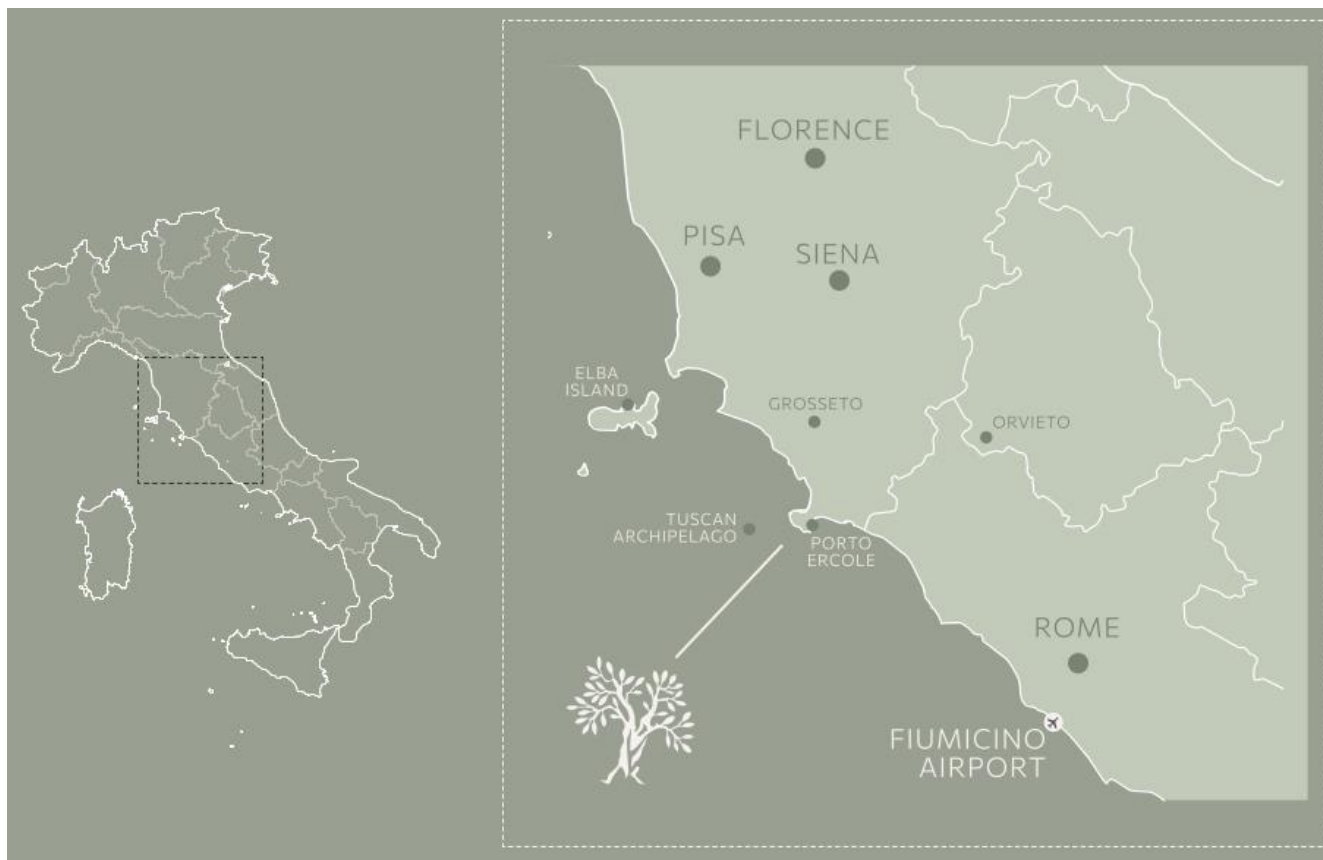 FLORENCE
PISA
SIENA
ELBA
ISLAND
GROSSETO
ORVIETO
TUSCAN
ARCHIPELAGO
PORTO
ERCOLE
ROME
FIUMICINO
AIRPORT